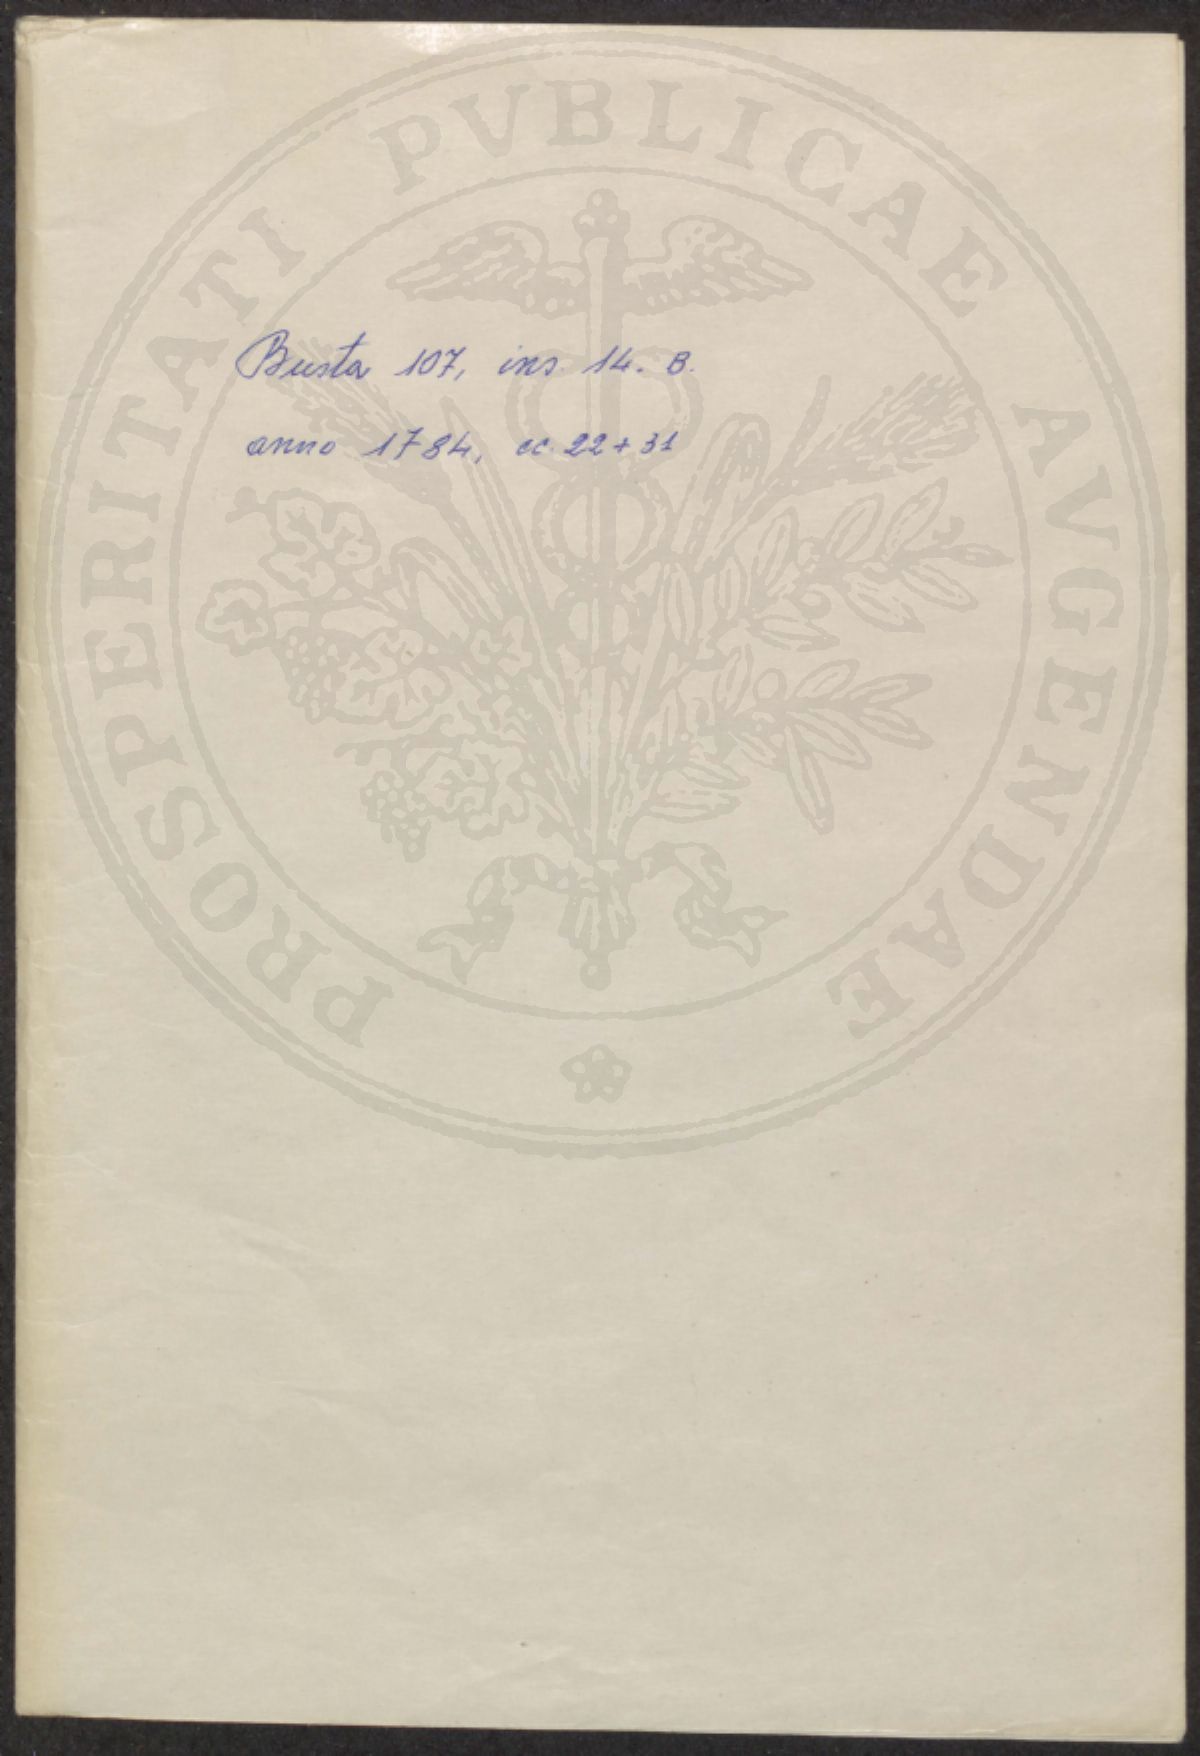 PROSPERITATI PVBLICAE AVGENDAE
Busta 107, ins. 14. B.
anno 1784, cc. 22 + 31